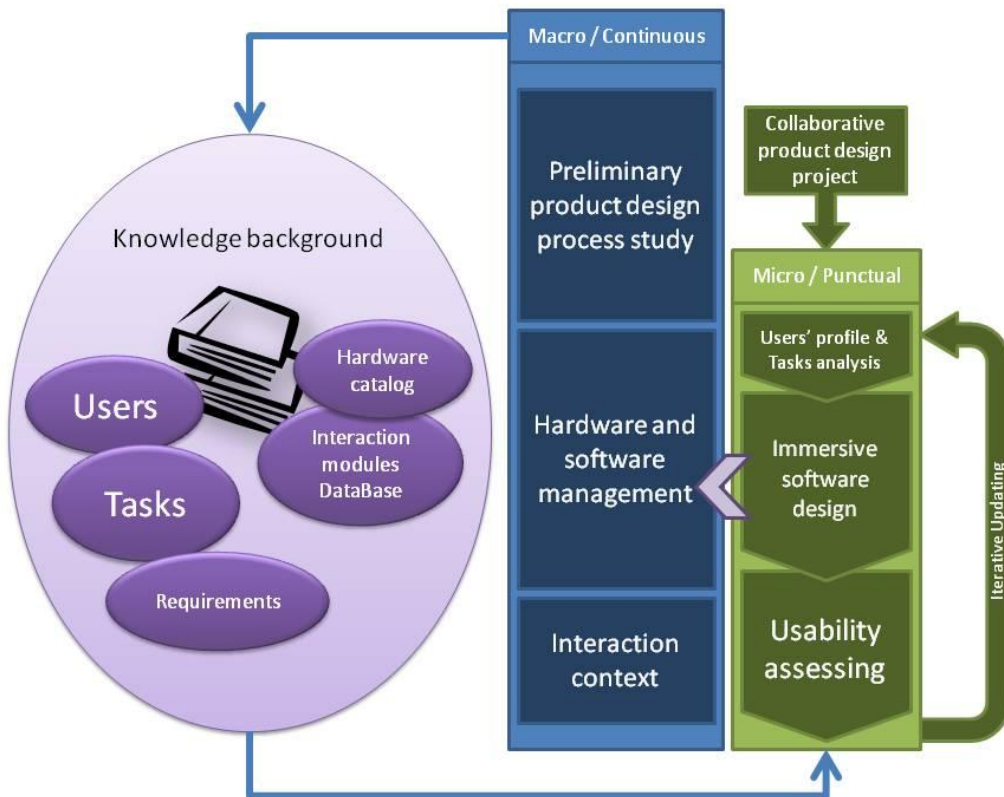 Macro / Continuous
Preliminary
product design
process study
Hardware and
software
management
Interaction
context
Knowledge background
Hardware
catalog
Users
Interaction
modules
DataBase
Tasks
Requirements
Collaborative
product design
project
Micro / Punctual
Users' profile &
Tasks analysis
Immersive
software
design
Usability
assessing
Iterative Updating